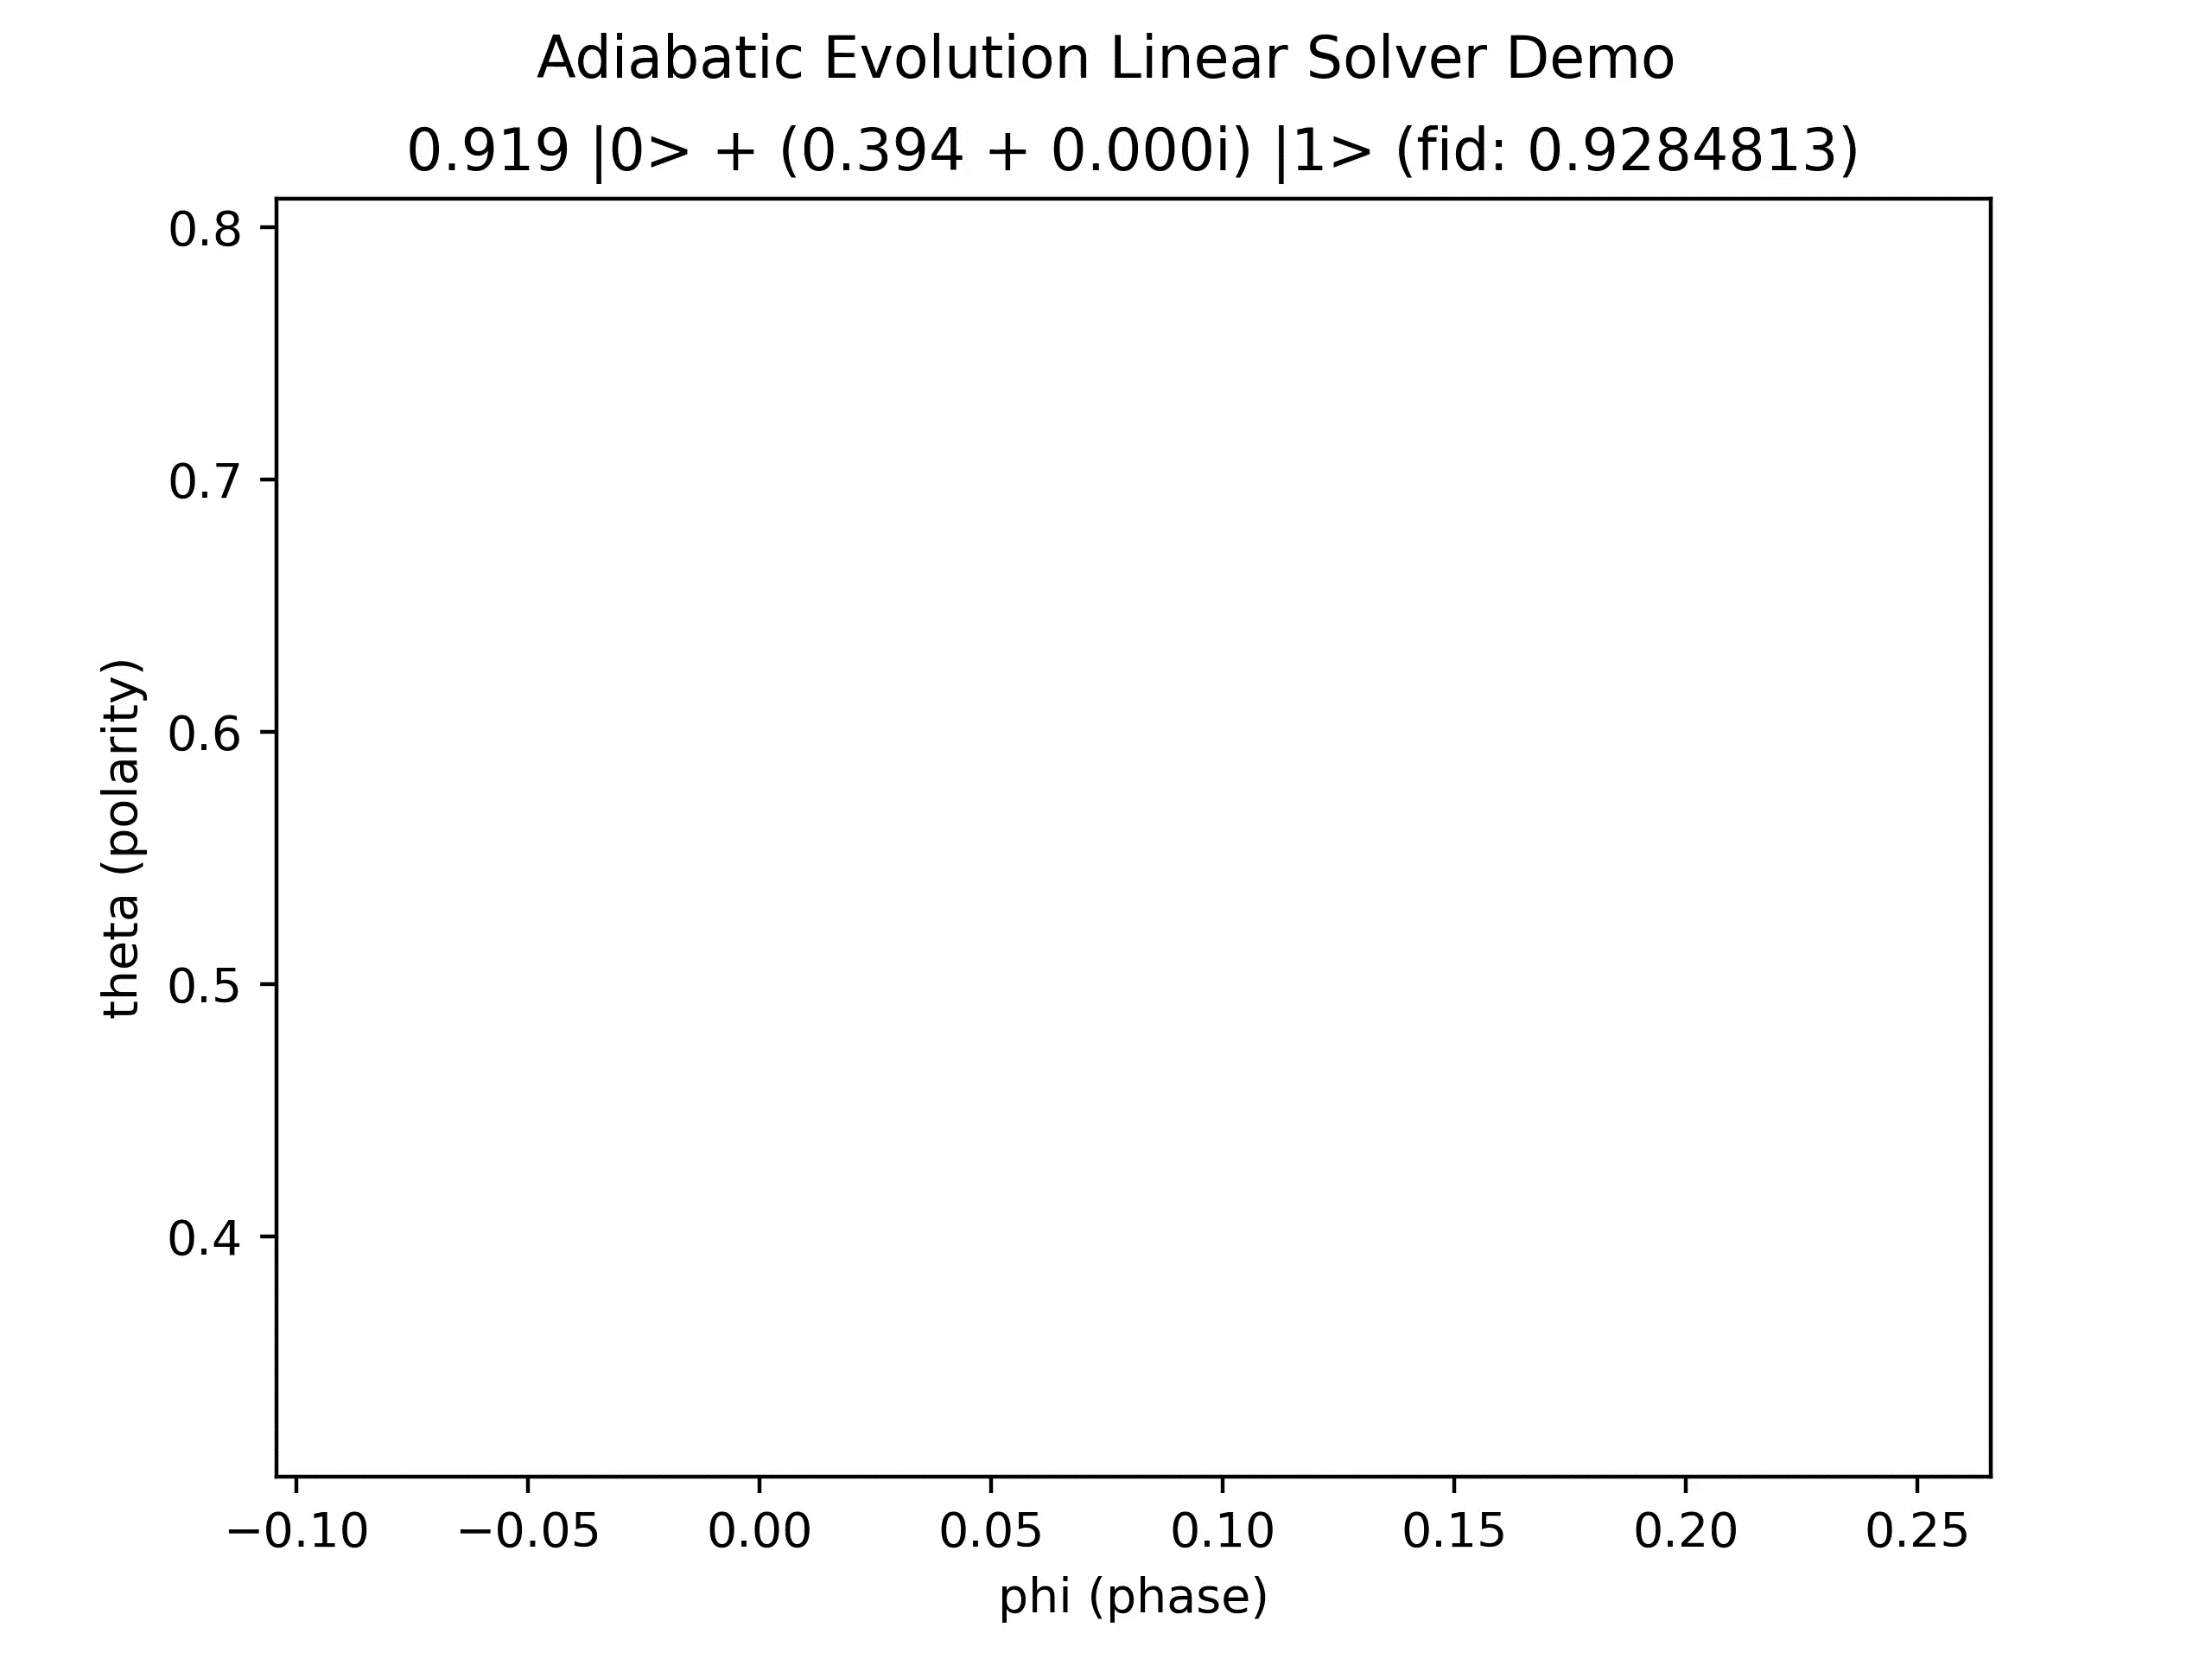 Adiabatic Evolution Linear Solver Demo
0.919 |0> + (0.394 + 0.000i) |1> (fid: 0.9284813)
0.8
0.7
0.6
0.5
0.4
theta (polarity)
−0.10 −0.05 0.00 0.05 0.10 0.15 0.20 0.25
phi (phase)